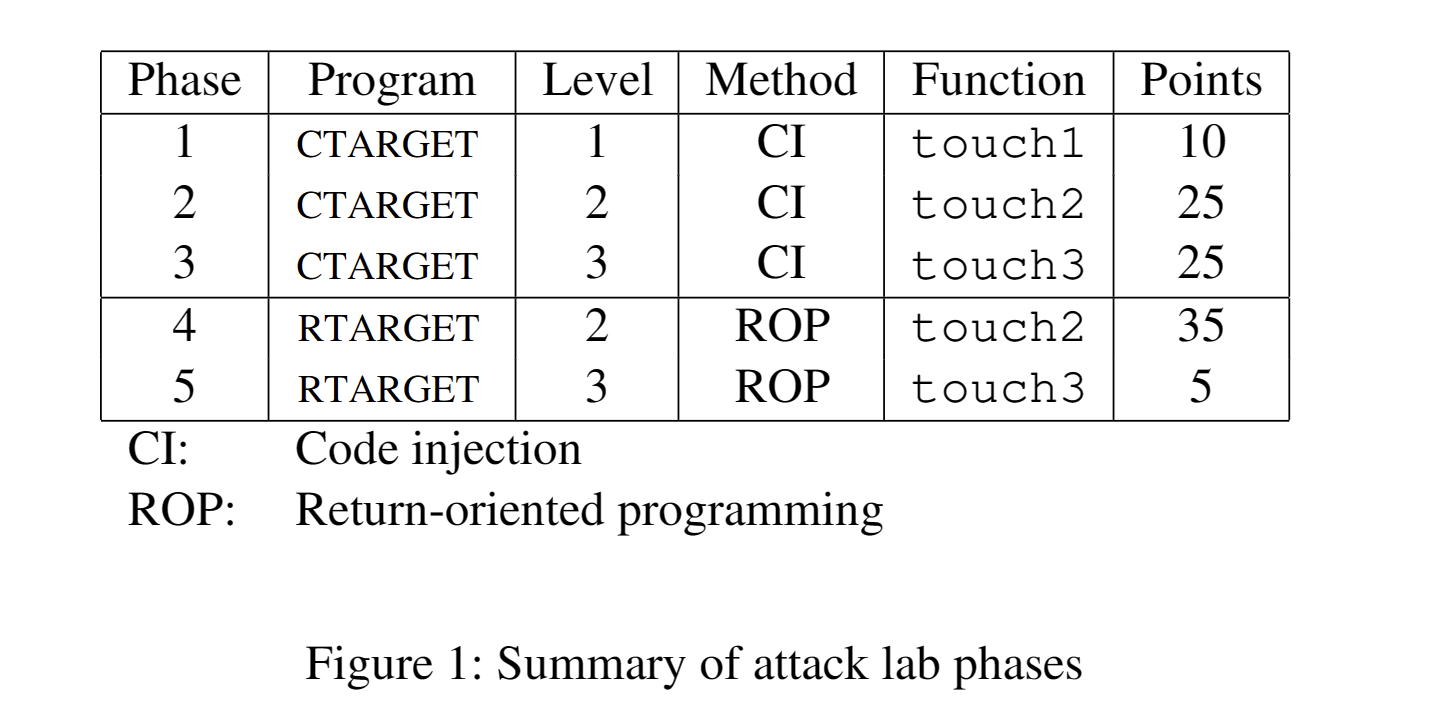 Phase Program Level Method Function Points
1 CTARGET 1 CI touch1 10
2 CTARGET 2 CI touch2 25
3 CTARGET 3 CI touch3 25
4 RTARGET 2 ROP touch2 35
5 RTARGET 3 ROP touch3 5
CI: Code injection
ROP: Return-oriented programming
Figure 1: Summary of attack lab phases